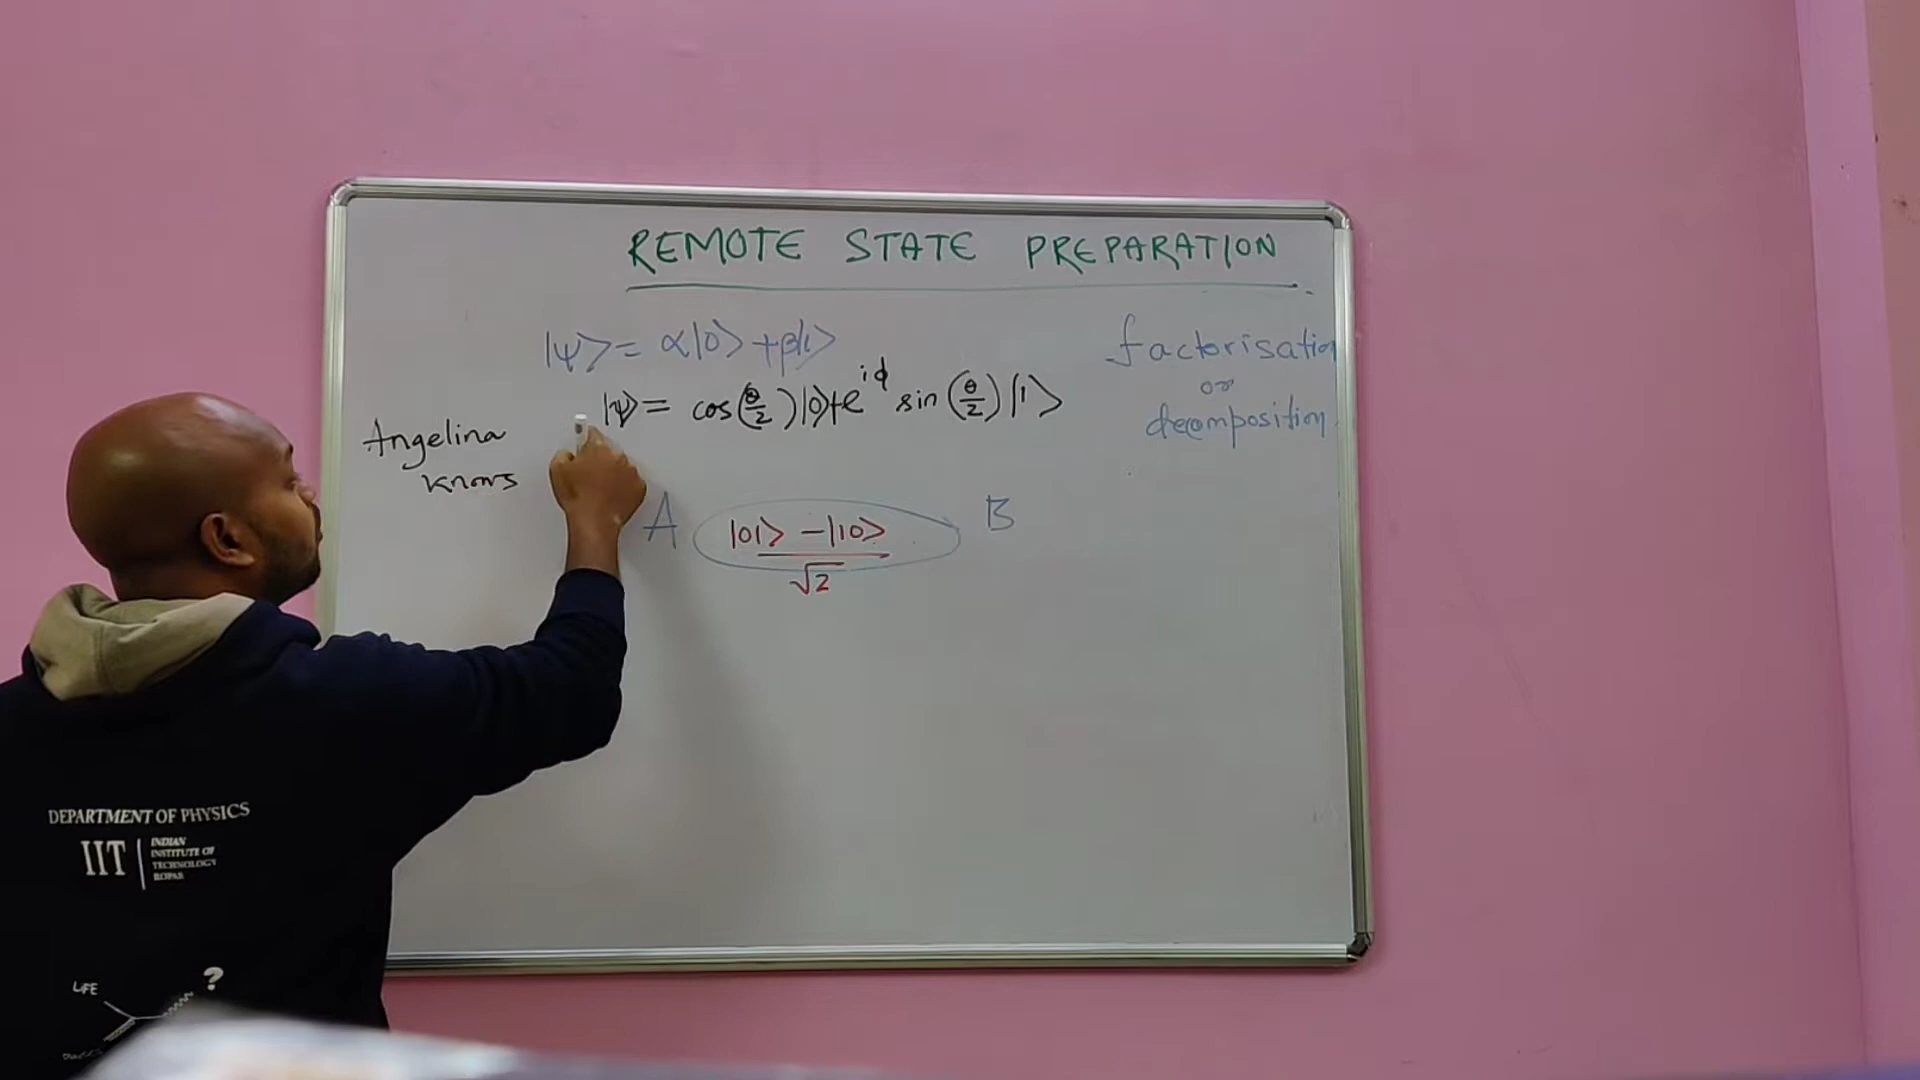 REMOTE STATE PREPARATION
|ψ> = α|0> + β|1>
|ψ> = cos(θ/2)|0>+e^iϕ sin(θ/2)|1>
factorisation
or
decomposition
Angelina
knows
A
|01> - |10>
√2
B
DEPARTMENT OF PHYSICS
IIT
INDIAN
INSTITUTE OF
TECHNOLOGY
ROPAR
LIFE
?